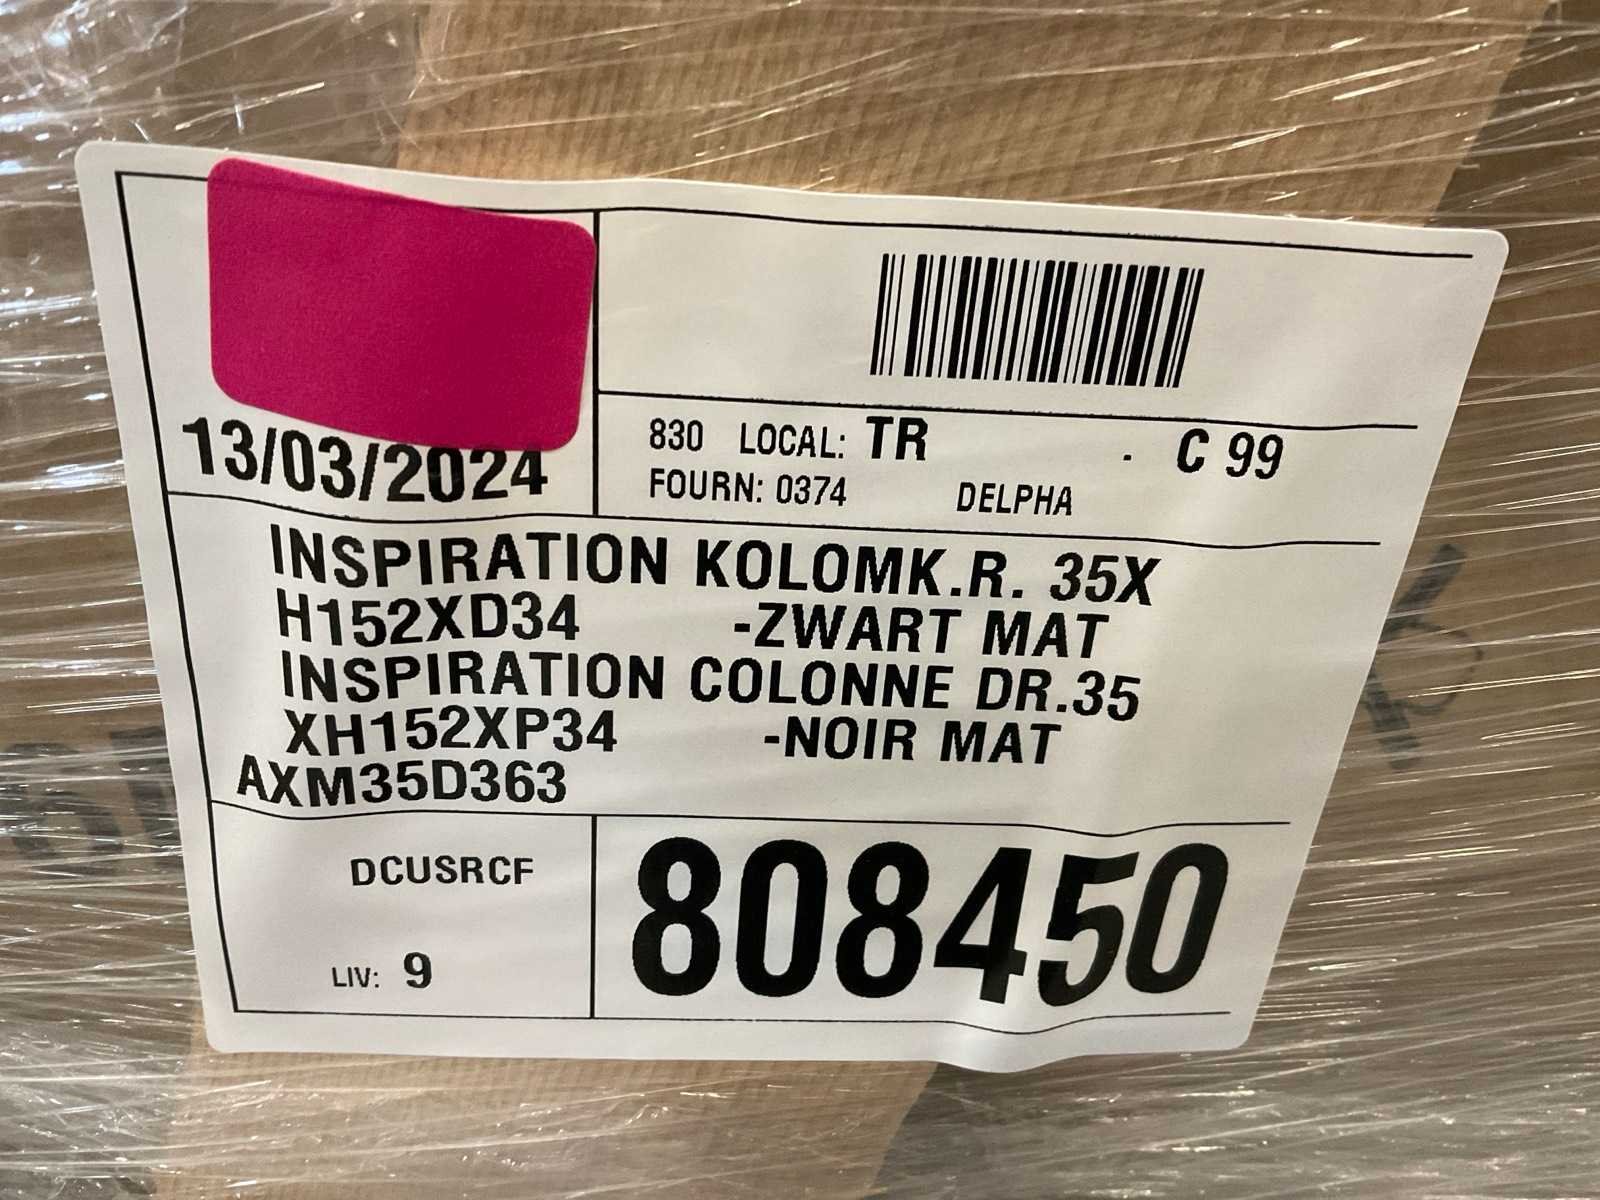 13/03/2024
830 LOCAL: TR . C 99
FOURN: 0374 DELPHA
INSPIRATION KOLOMK.R. 35X
H152XD34 -ZWART MAT
INSPIRATION COLONNE DR.35
XH152XP34 -NOIR MAT
AXM35D363
DCUSRCF
LIV: 9
808450